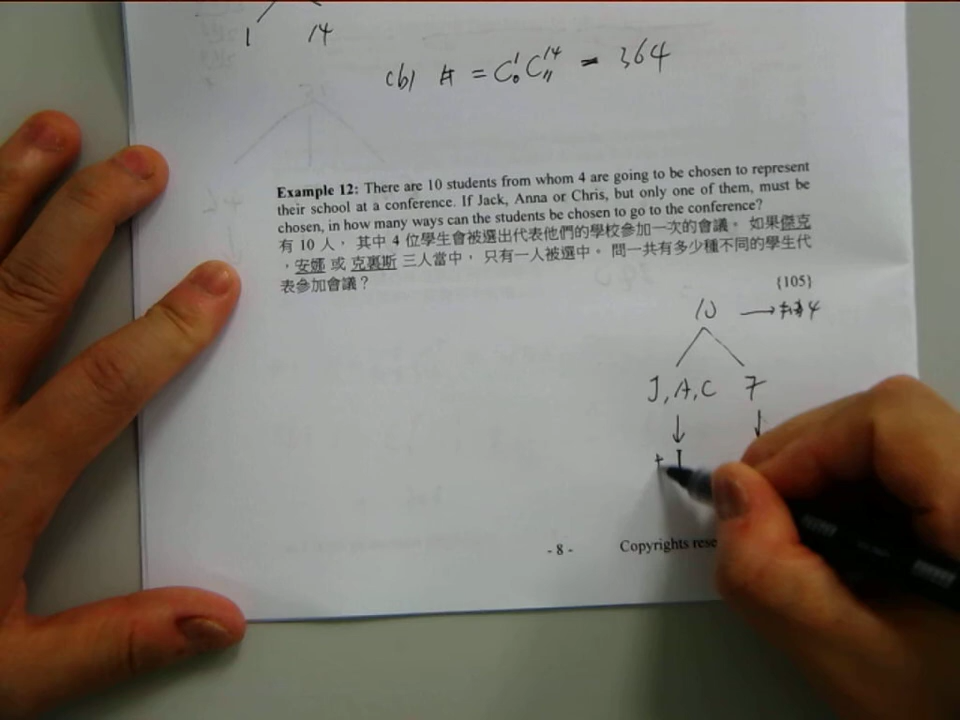 1 14
(b) # = C₀¹ C₁₁¹⁴ = 364
Example 12: There are 10 students from whom 4 are going to be chosen to represent
their school at a conference. If Jack, Anna or Chris, but only one of them, must be
chosen, in how many ways can the students be chosen to go to the conference?
有 10 人， 其中 4 位學生會被選出代表他們的學校參加一次的會議。 如果傑克
，安娜 或 克裏斯 三人當中， 只有一人被選中。 問一共有多少種不同的學生代
表參加會議？
{105}
10 → 4
J, A, C 7
- 8 - Copyrights rese